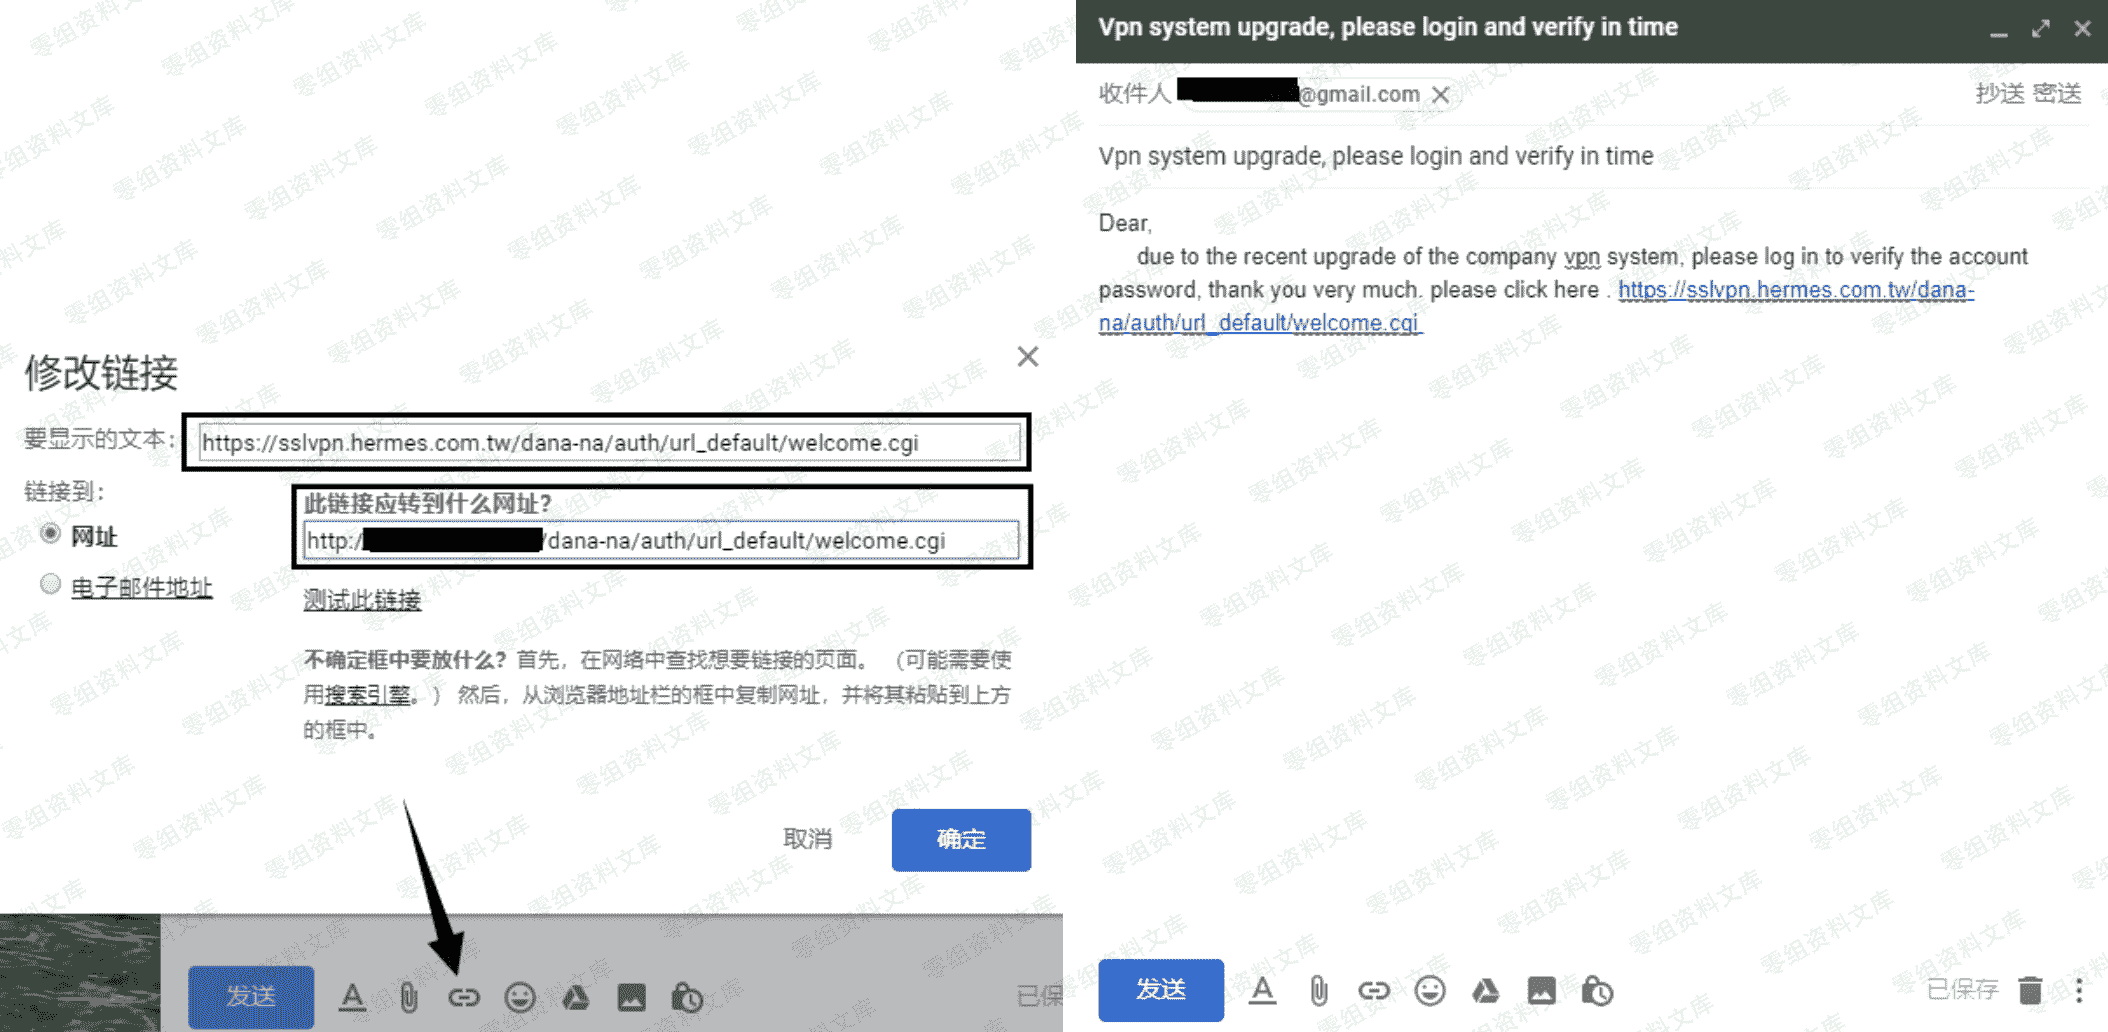 修改链接
要显示的文本：
https://sslvpn.hermes.com.tw/dana-na/auth/url_default/welcome.cgi
链接到：
网址
电子邮件地址
此链接应转到什么网址？
http:/ /dana-na/auth/url_default/welcome.cgi
测试此链接
不确定框中要放什么？首先，在网络中查找想要链接的页面。（可能需要使
用搜索引擎。）然后，从浏览器地址栏的框中复制网址，并将其粘贴到上方
的框中。
取消
确定
发送
已保
Vpn system upgrade, please login and verify in time
收件人
@gmail.com
抄送 密送
Vpn system upgrade, please login and verify in time
Dear,
due to the recent upgrade of the company vpn system, please log in to verify the account
password, thank you very much. please click here . https://sslvpn.hermes.com.tw/dana-
na/auth/url_default/welcome.cgi
发送
已保存
零组资料文库